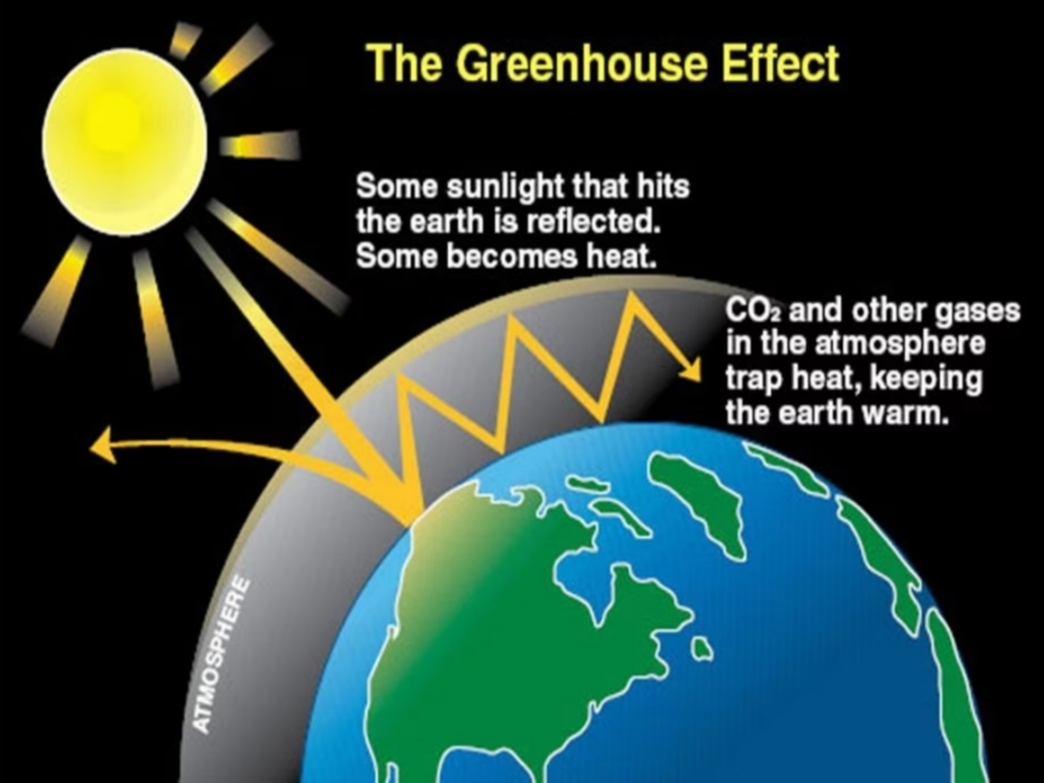 The Greenhouse Effect
Some sunlight that hits
the earth is reflected.
Some becomes heat.
CO₂ and other gases
in the atmosphere
trap heat, keeping
the earth warm.
ATMOSPHERE